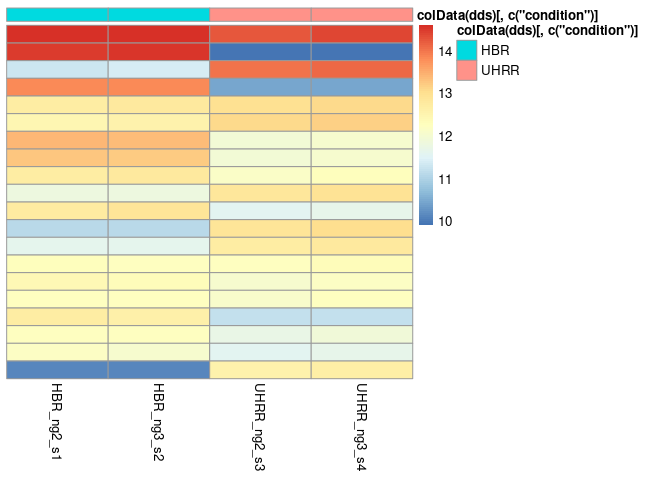 colData(dds)[, c("condition")]
colData(dds)[, c("condition")]
HBR
UHRR
14
13
12
11
10
HBR_ng2_s1
HBR_ng3_s2
UHRR_ng2_s3
UHRR_ng3_s4